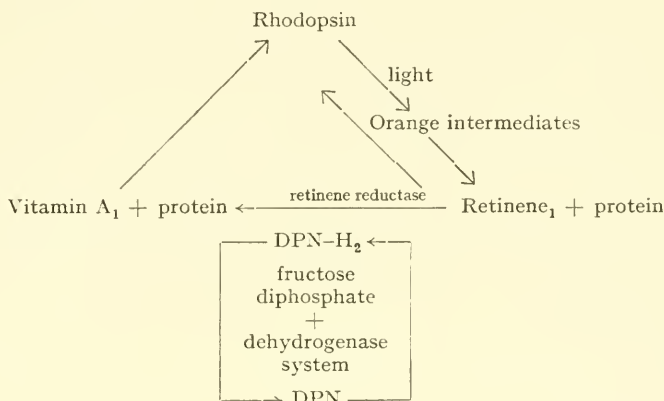 Rhodopsin
light
Orange intermediates
retinene reductase
Vitamin A₁ + protein
Retinene₁ + protein
DPN–H₂
fructose
diphosphate
+
dehydrogenase
system
DPN